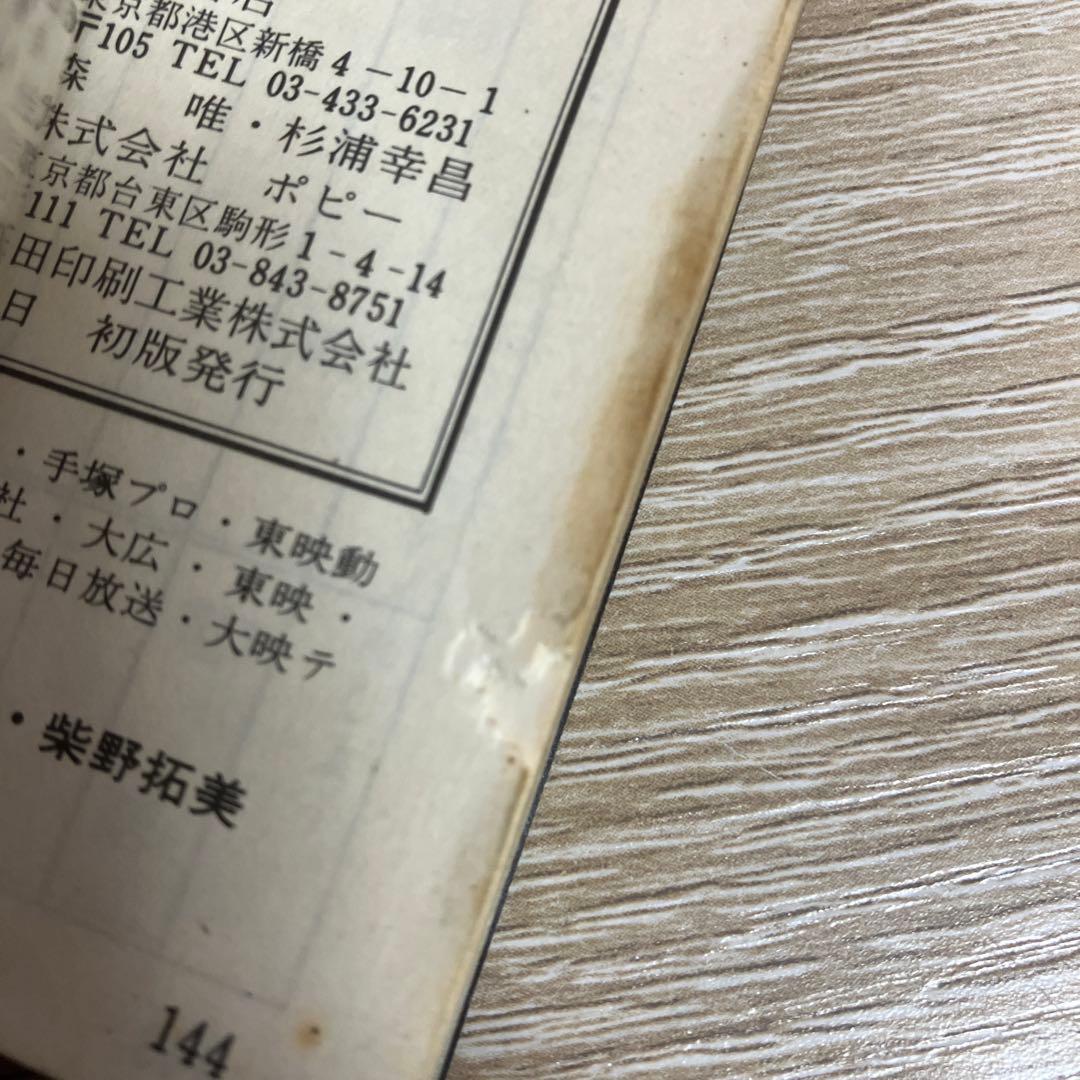 東京都港区新橋4-10-1
〒105 TEL 03-433-6231
森 唯・杉浦幸昌
株式会社 ポピー
東京都台東区駒形1-4-14
111 TEL 03-843-8751
田印刷工業株式会社
日 初版発行
・手塚プロ・東映動
社・大広・東映・
毎日放送・大映テ
・柴野拓美
144